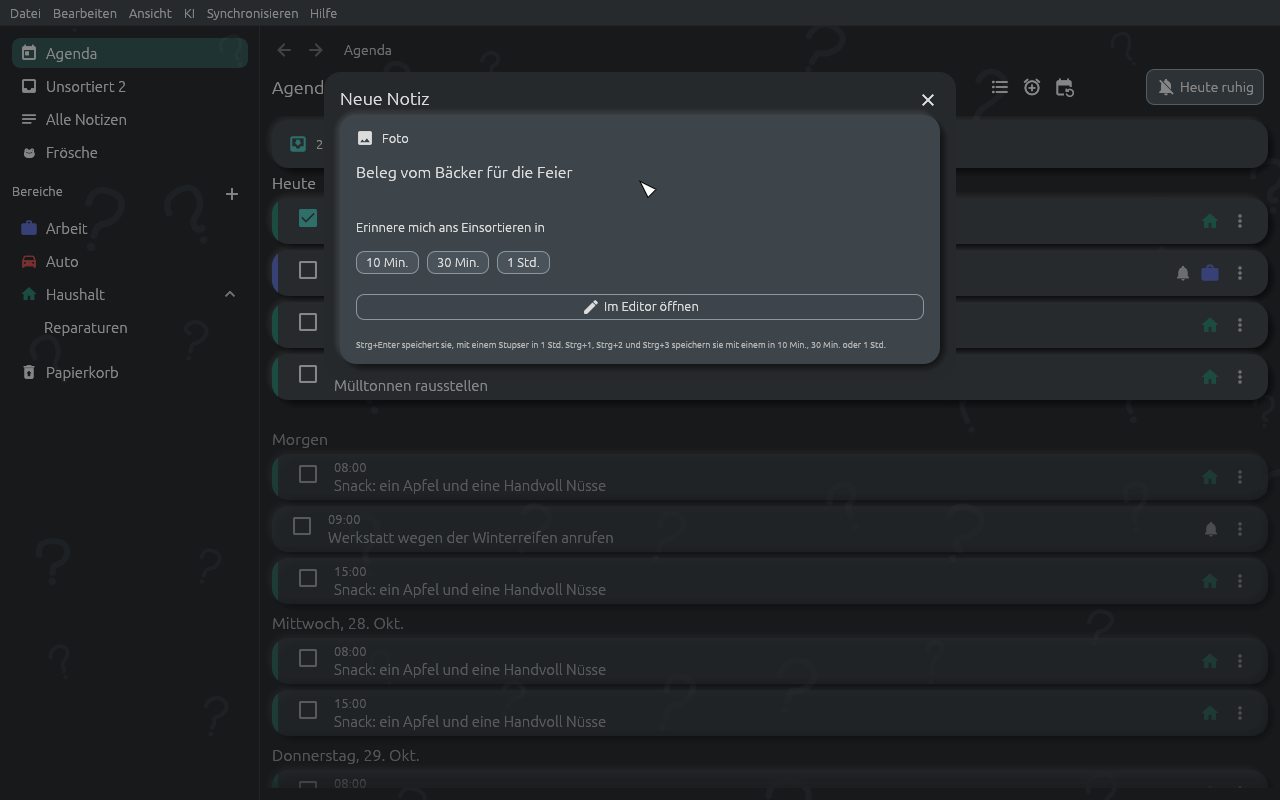 Datei Bearbeiten Ansicht KI Synchronisieren Hilfe
Agenda
Unsortiert 2
Alle Notizen
Frösche
Bereiche
Arbeit
Auto
Haushalt
Reparaturen
Papierkorb
Agenda
Agend
Heute ruhig
2
Heute
Neue Notiz
Foto
Beleg vom Bäcker für die Feier
Erinnere mich ans Einsortieren in
10 Min. 30 Min. 1 Std.
Im Editor öffnen
Strg+Enter speichert sie, mit einem Stupser in 1 Std. Strg+1, Strg+2 und Strg+3 speichern sie mit einem in 10 Min., 30 Min. oder 1 Std.
Mülltonnen rausstellen
Morgen
08:00
Snack: ein Apfel und eine Handvoll Nüsse
09:00
Werkstatt wegen der Winterreifen anrufen
15:00
Snack: ein Apfel und eine Handvoll Nüsse
Mittwoch, 28. Okt.
08:00
Snack: ein Apfel und eine Handvoll Nüsse
15:00
Snack: ein Apfel und eine Handvoll Nüsse
Donnerstag, 29. Okt.
08:00